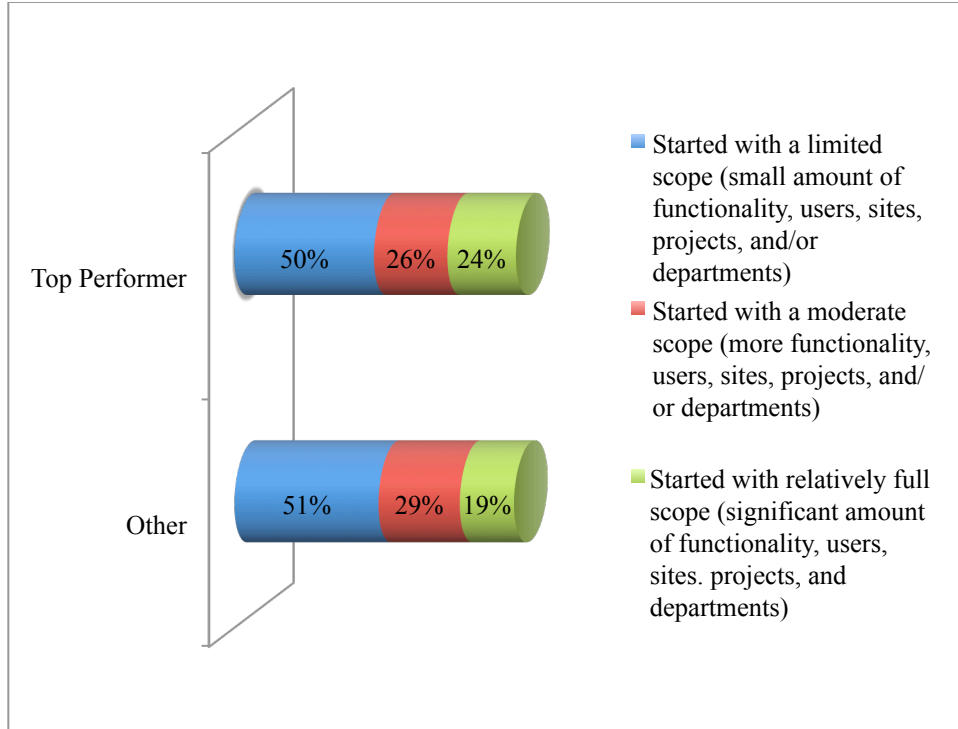 Top Performer
50%
26%
24%
Other
51%
29%
19%
Started with a limited
scope (small amount of
functionality, users, sites,
projects, and/or
departments)
Started with a moderate
scope (more functionality,
users, sites, projects, and/
or departments)
Started with relatively full
scope (significant amount
of functionality, users,
sites. projects, and
departments)